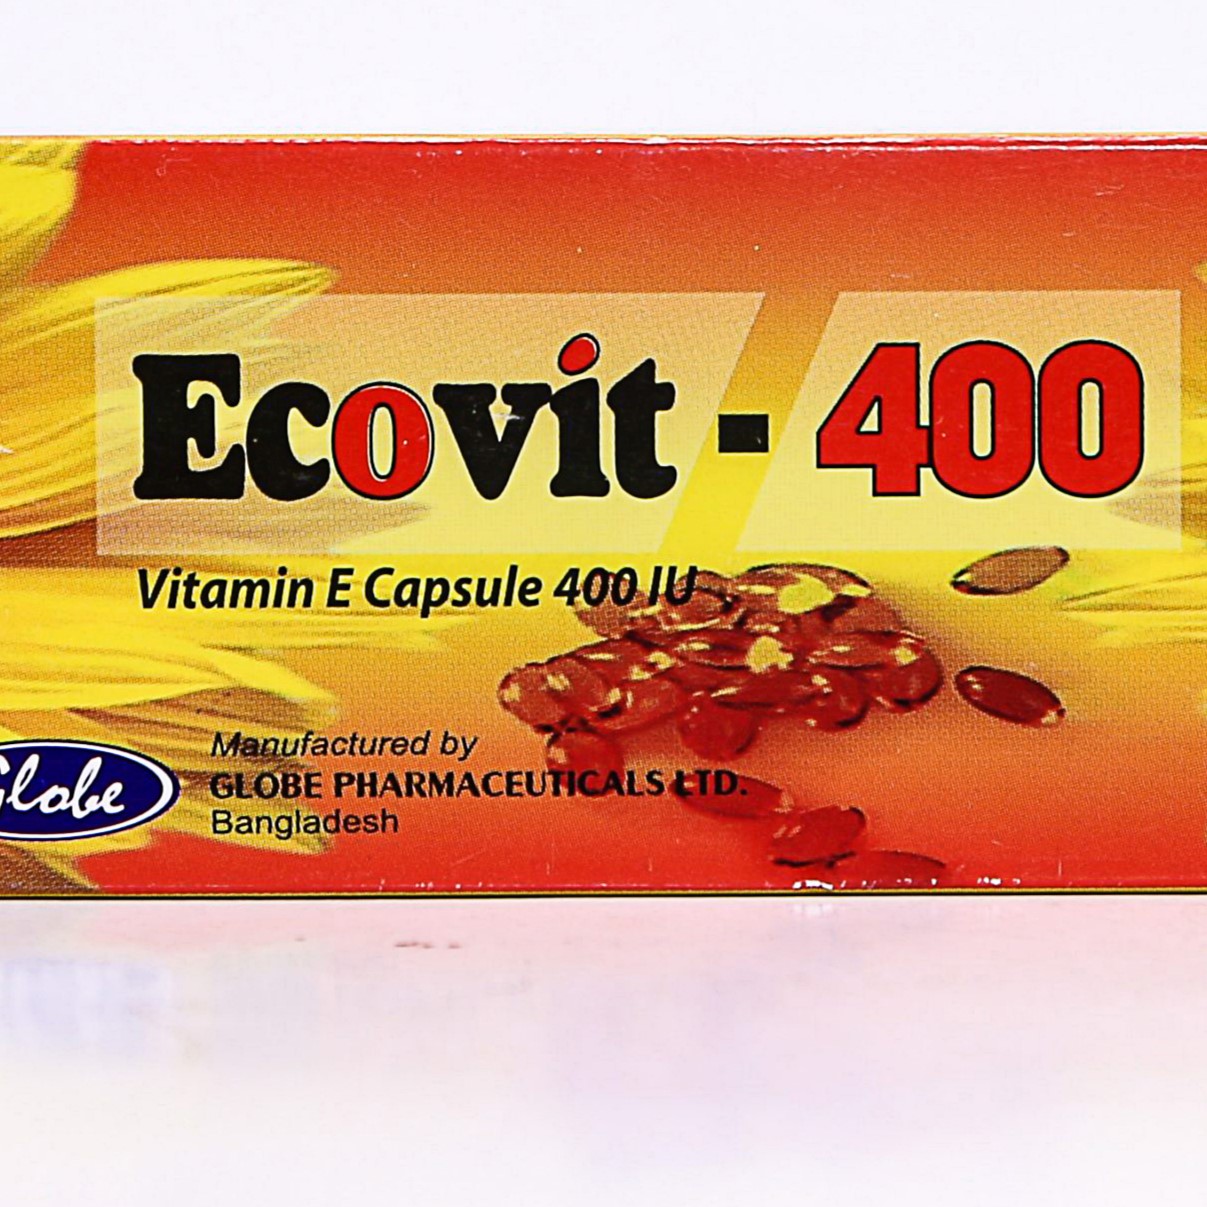 Ecovit - 400
Vitamin E Capsule 400 IU
Globe
Manufactured by
GLOBE PHARMACEUTICALS LTD.
Bangladesh